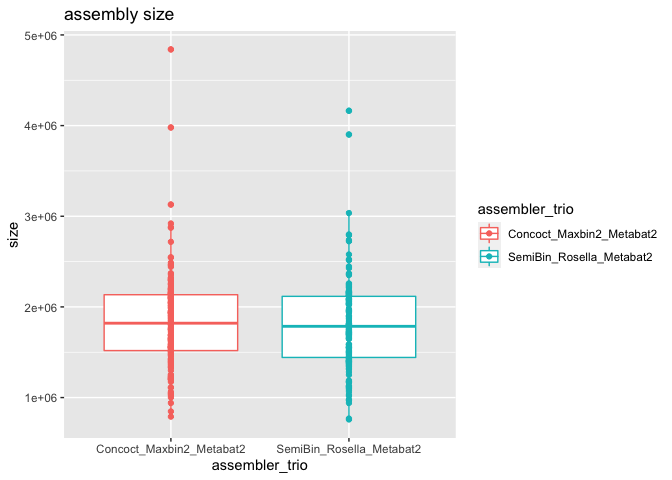 assembly size
5e+06
4e+06
3e+06
2e+06
1e+06
size
Concoct_Maxbin2_Metabat2
SemiBin_Rosella_Metabat2
assembler_trio
assembler_trio
Concoct_Maxbin2_Metabat2
SemiBin_Rosella_Metabat2